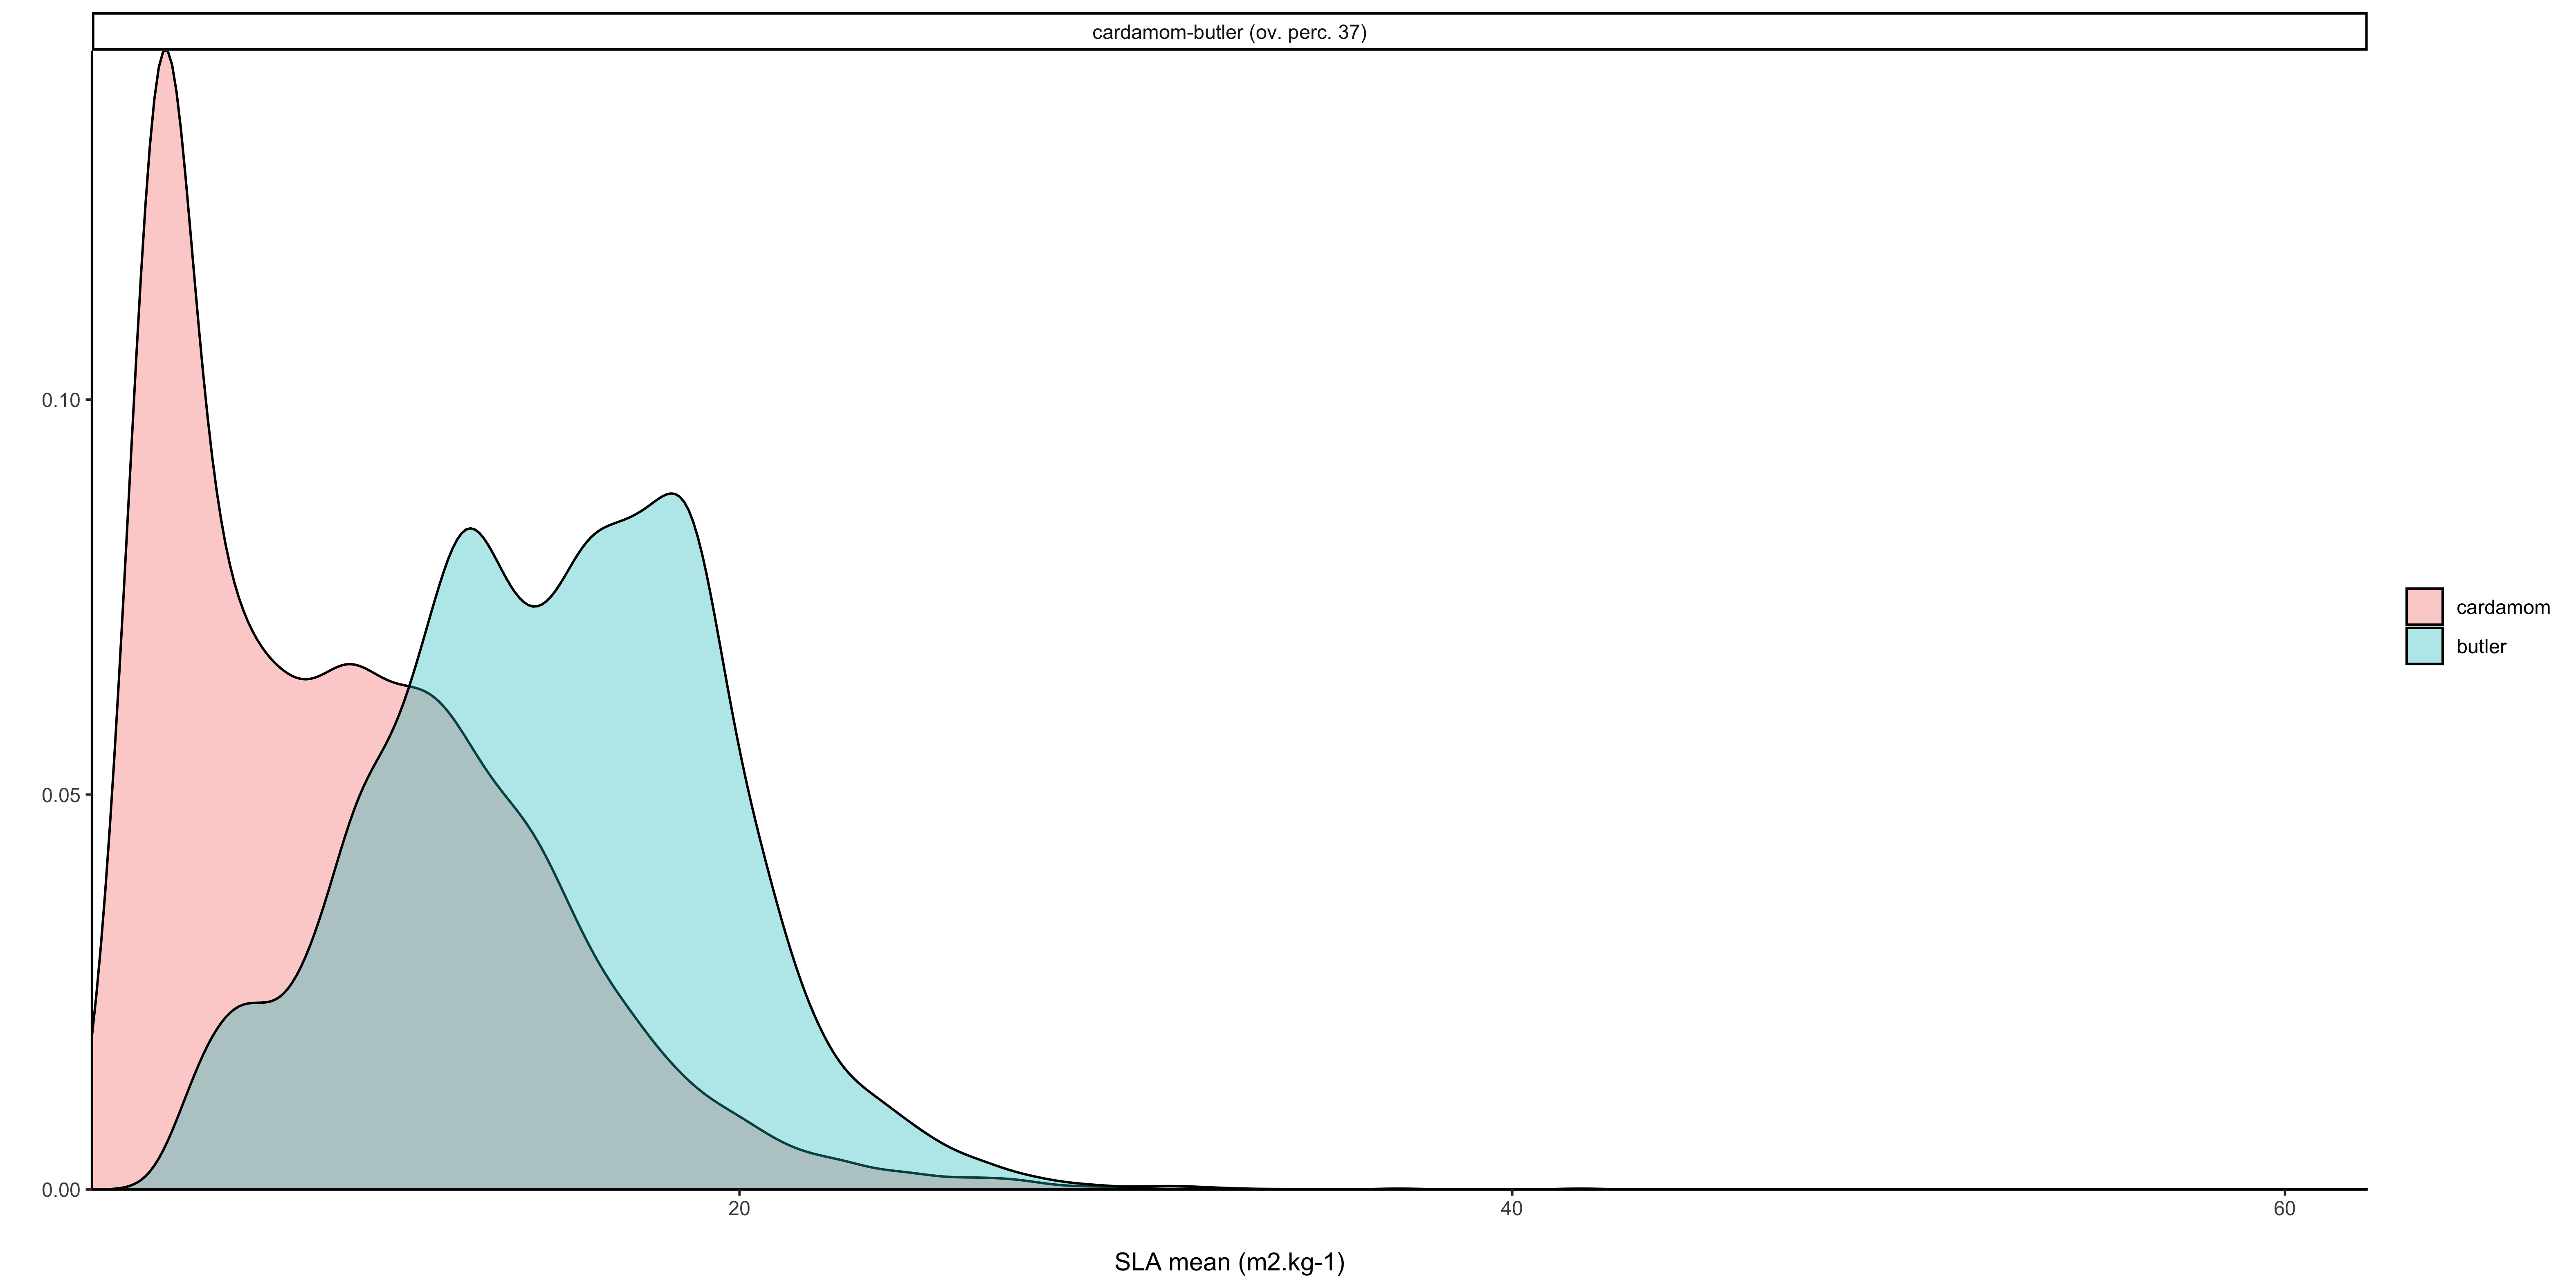 cardamom-butler (ov. perc. 37)
0.10
0.05
0.00
20
40
60
SLA mean (m2.kg-1)
cardamom
butler